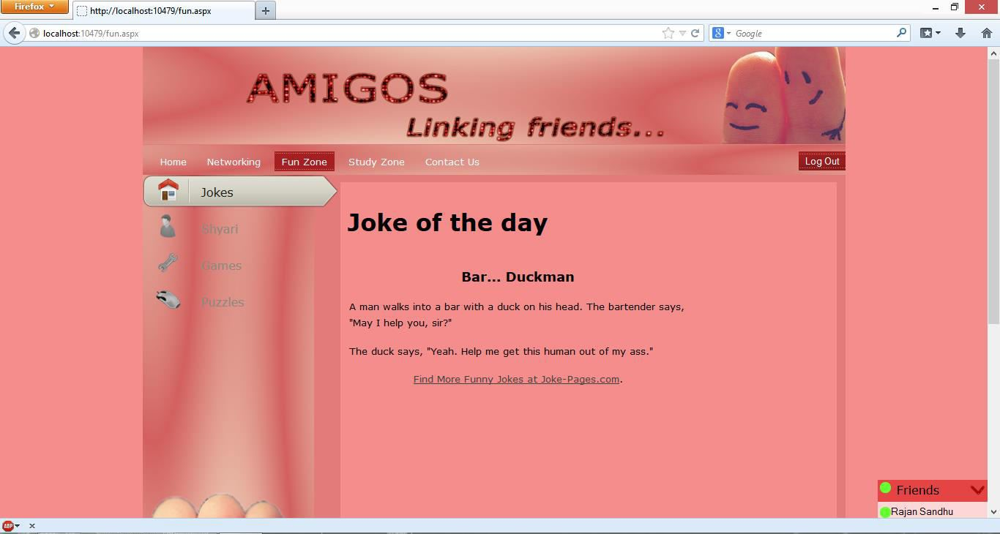 Firefox
http://localhost:10479/fun.aspx
localhost:10479/fun.aspx
Google
AMIGOS
Linking friends...
Home Networking Fun Zone Study Zone Contact Us Log Out
Jokes
Shyari
Games
Puzzles
Joke of the day
Bar... Duckman
A man walks into a bar with a duck on his head. The bartender says,
"May I help you, sir?"
The duck says, "Yeah. Help me get this human out of my ass."
Find More Funny Jokes at Joke-Pages.com.
Friends
Rajan Sandhu
ABP